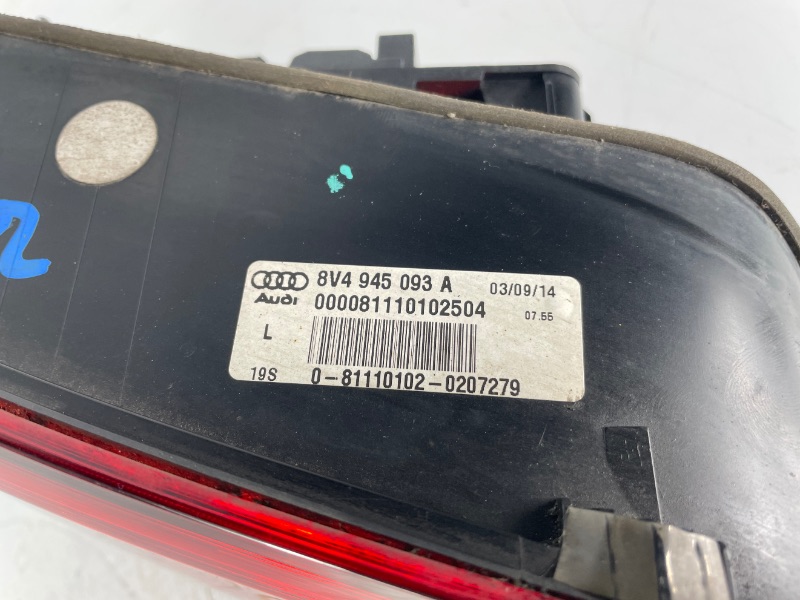 8V4 945 093 A 03/09/14
Audi 000081110102504 07.55
L
19S 0-81110102-0207279